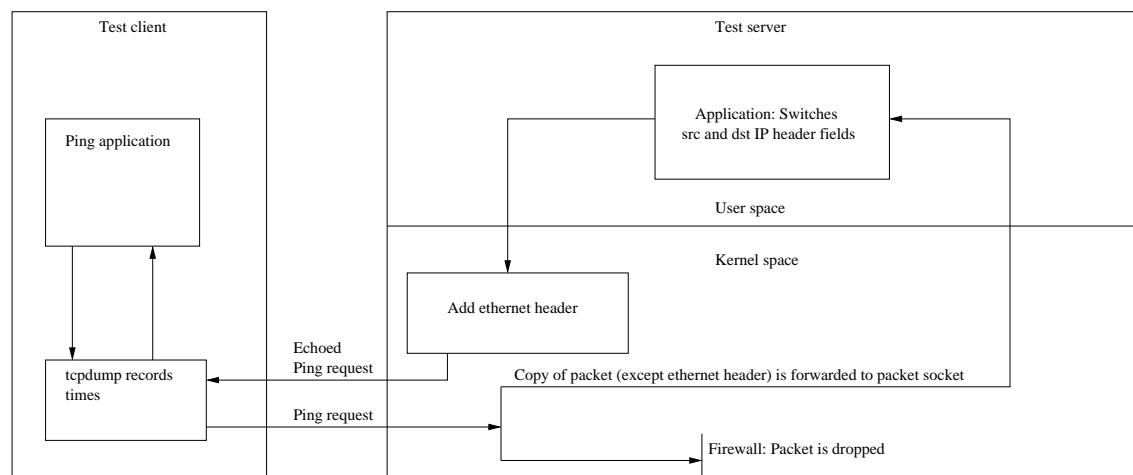 Test client
Test server
Ping application
Application: Switches
src and dst IP header fields
User space
Kernel space
Add ethernet header
Echoed
Ping request
tcpdump records
times
Copy of packet (except ethernet header) is forwarded to packet socket
Ping request
Firewall: Packet is dropped